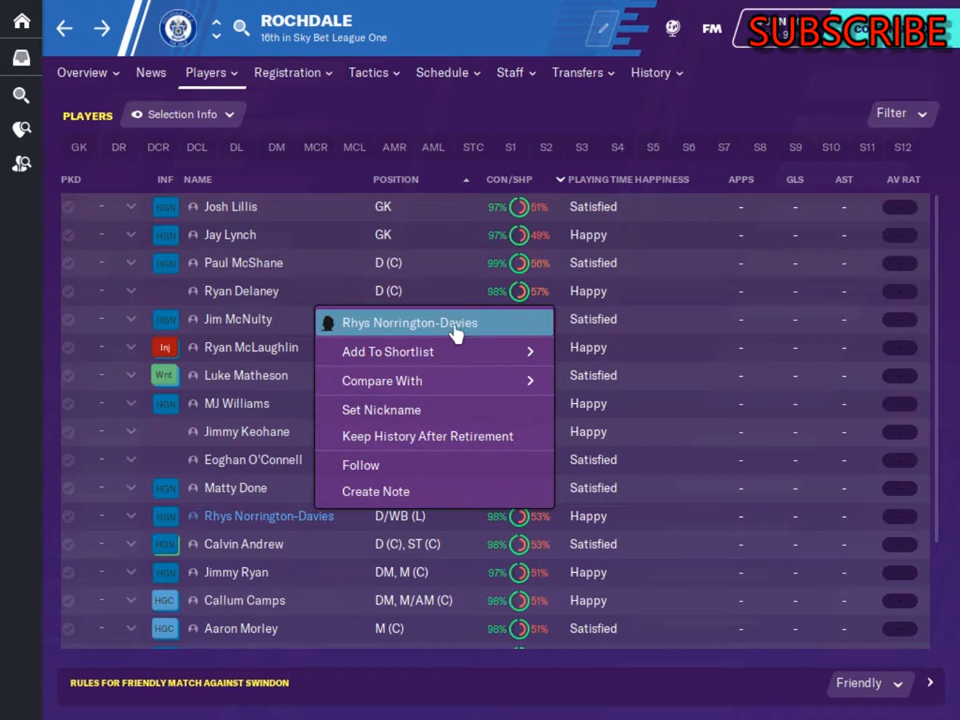 ROCHDALE
16th in Sky Bet League One
FM
SUBSCRIBE
Overview News Players Registration Tactics Schedule Staff Transfers History
PLAYERS Selection Info Filter
GK DR DCR DCL DL DM MCR MCL AMR AML STC S1 S2 S3 S4 S5 S6 S7 S8 S9 S10 S11 S12
PKD INF NAME POSITION CON/SHP PLAYING TIME HAPPINESS APPS GLS AST AV RAT
- HGN Josh Lillis GK 97% 51% Satisfied - - -
- HGN Jay Lynch GK 97% 49% Happy - - -
- HGN Paul McShane D (C) 99% 56% Satisfied - - -
- Ryan Delaney D (C) 98% 57% Happy - - -
- HGN Jim McNulty Rhys Norrington-Davies Satisfied - - -
- Inj Ryan McLaughlin Add To Shortlist Happy - - -
- Wnt Luke Matheson Compare With Satisfied - - -
- HGN MJ Williams Set Nickname Happy - - -
- Jimmy Keohane Keep History After Retirement Happy - - -
- Eoghan O'Connell Follow Satisfied - - -
- HGN Matty Done Create Note Satisfied - - -
- HGN Rhys Norrington-Davies D/WB (L) 98% 53% Happy - - -
- HGN Calvin Andrew D (C), ST (C) 98% 53% Satisfied - - -
- HGN Jimmy Ryan DM, M (C) 97% 51% Happy - - -
- HGC Callum Camps DM, M/AM (C) 98% 51% Happy - - -
- HGC Aaron Morley M (C) 98% 51% Satisfied - - -
RULES FOR FRIENDLY MATCH AGAINST SWINDON Friendly